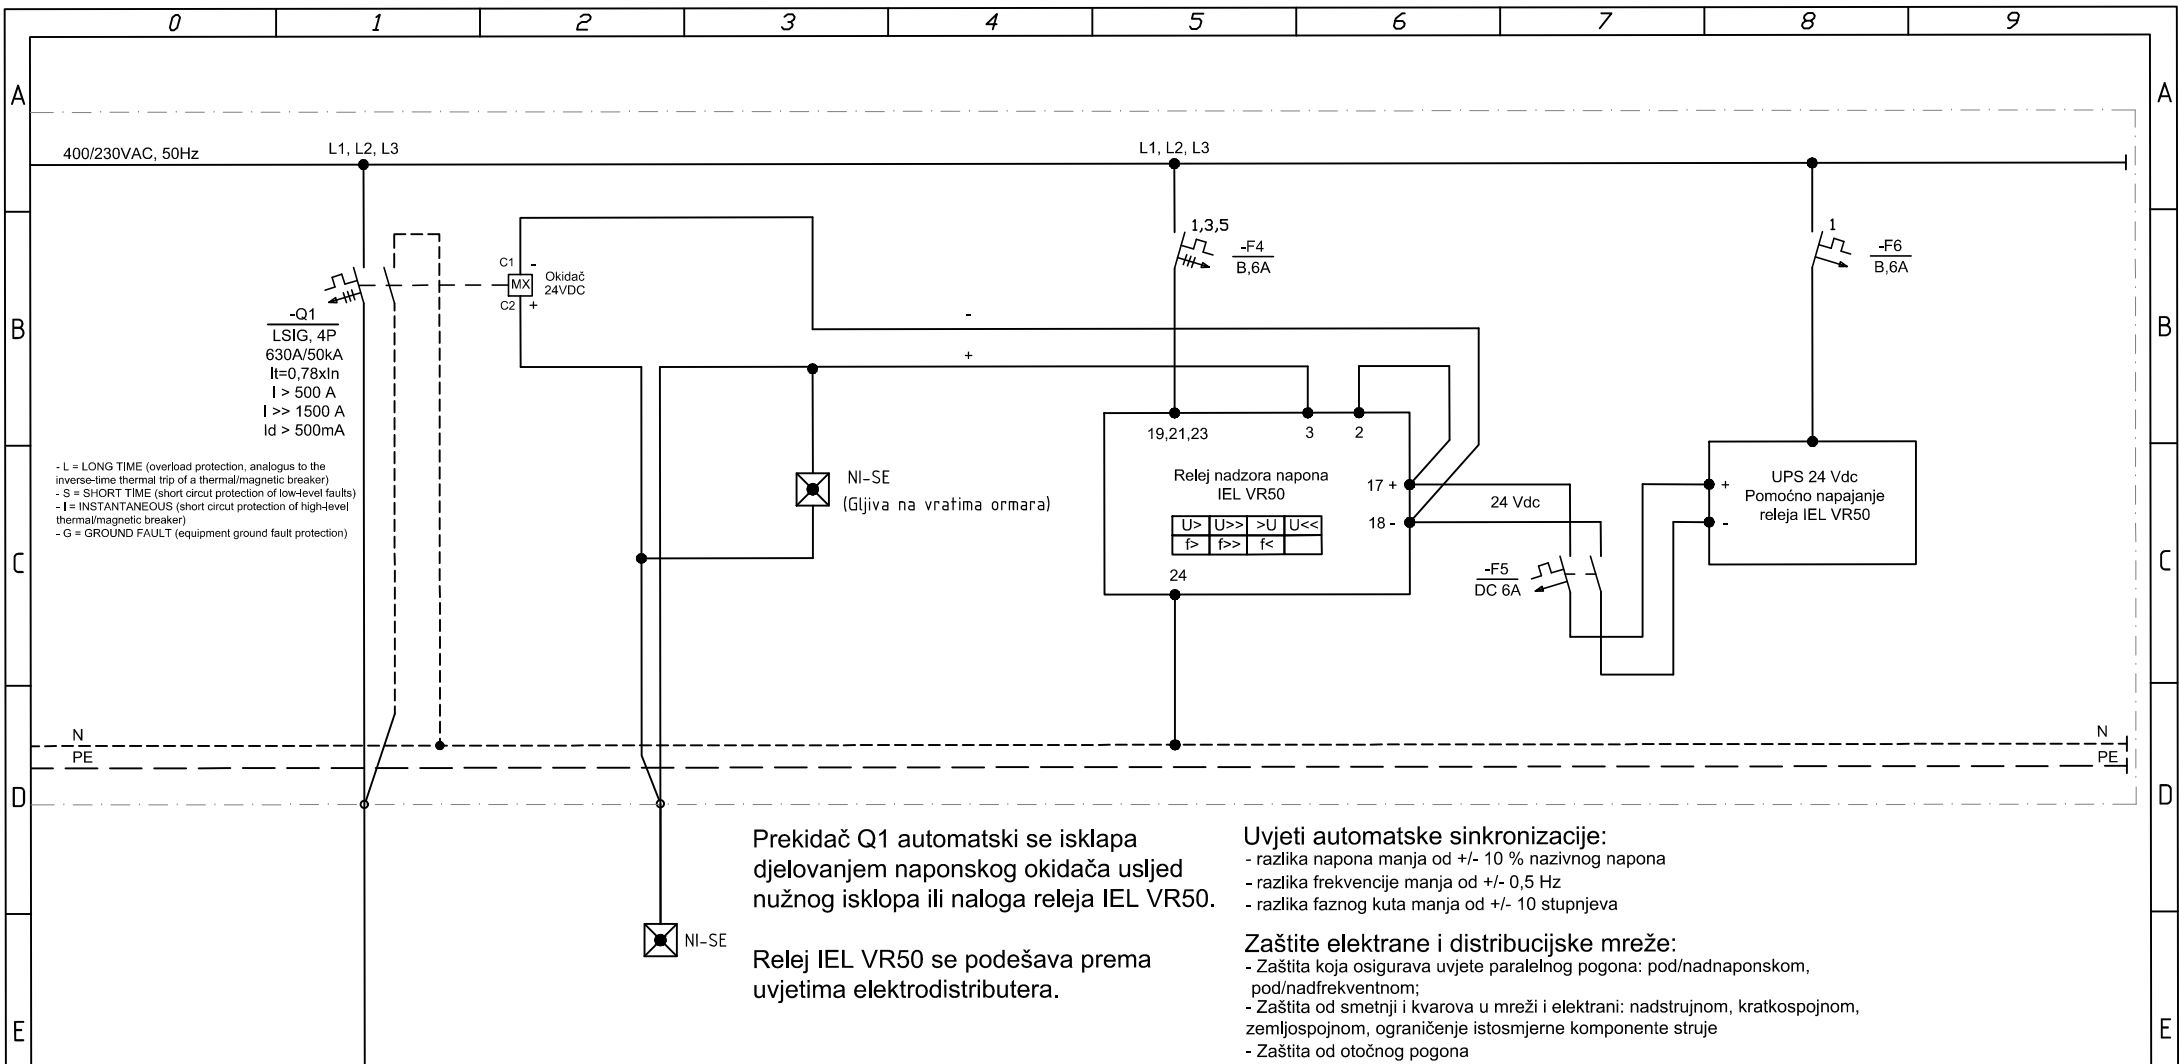 0 1 2 3 4 5 6 7 8 9
A A
400/230VAC, 50Hz
L1, L2, L3
L1, L2, L3
B B
-Q1
LSIG, 4P
630A/50kA
It=0,78xIn
I > 500 A
I >> 1500 A
Id > 500mA
C1 -
MX
C2 +
Okidač
24VDC
-
+
1,3,5
-F4
B,6A
1
-F6
B,6A
C C
- L = LONG TIME (overload protection, analogus to the
inverse-time thermal trip of a thermal/magnetic breaker)
- S = SHORT TIME (short circut protection of low-level faults)
- I = INSTANTANEOUS (short circut protection of high-level
thermal/magnetic breaker)
- G = GROUND FAULT (equipment ground fault protection)
NI-SE
(Gljiva na vratima ormara)
19,21,23 3 2
Relej nadzora napona
IEL VR50
17 +
18 -
U> U>> >U U<<
f> f>> f<
24
24 Vdc
-F5
DC 6A
+
-
UPS 24 Vdc
Pomoćno napajanje
releja IEL VR50
N N
PE PE
D D
NI-SE
Prekidač Q1 automatski se isklapa
djelovanjem naponskog okidača usljed
nužnog isklopa ili naloga releja IEL VR50.
Relej IEL VR50 se podešava prema
uvjetima elektrodistributera.
Uvjeti automatske sinkronizacije:
- razlika napona manja od +/- 10 % nazivnog napona
- razlika frekvencije manja od +/- 0,5 Hz
- razlika faznog kuta manja od +/- 10 stupnjeva
Zaštite elektrane i distribucijske mreže:
- Zaštita koja osigurava uvjete paralelnog pogona: pod/nadnaponskom,
pod/nadfrekventnom;
- Zaštita od smetnji i kvarova u mreži i elektrani: nadstrujnom, kratkospojnom,
zemljospojnom, ograničenje istosmjerne komponente struje
- Zaštita od otočnog pogona
E E